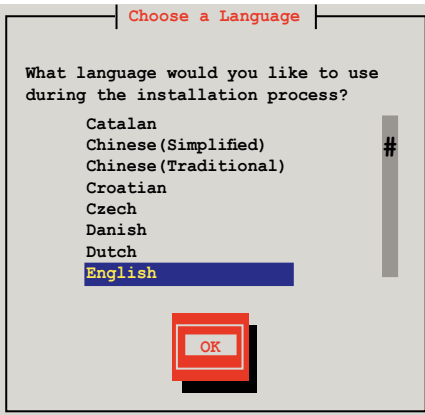 Choose a Language
What language would you like to use
during the installation process?
Catalan
Chinese(Simplified)
#
Chinese(Traditional)
Croatian
Czech
Danish
Dutch
English
OK